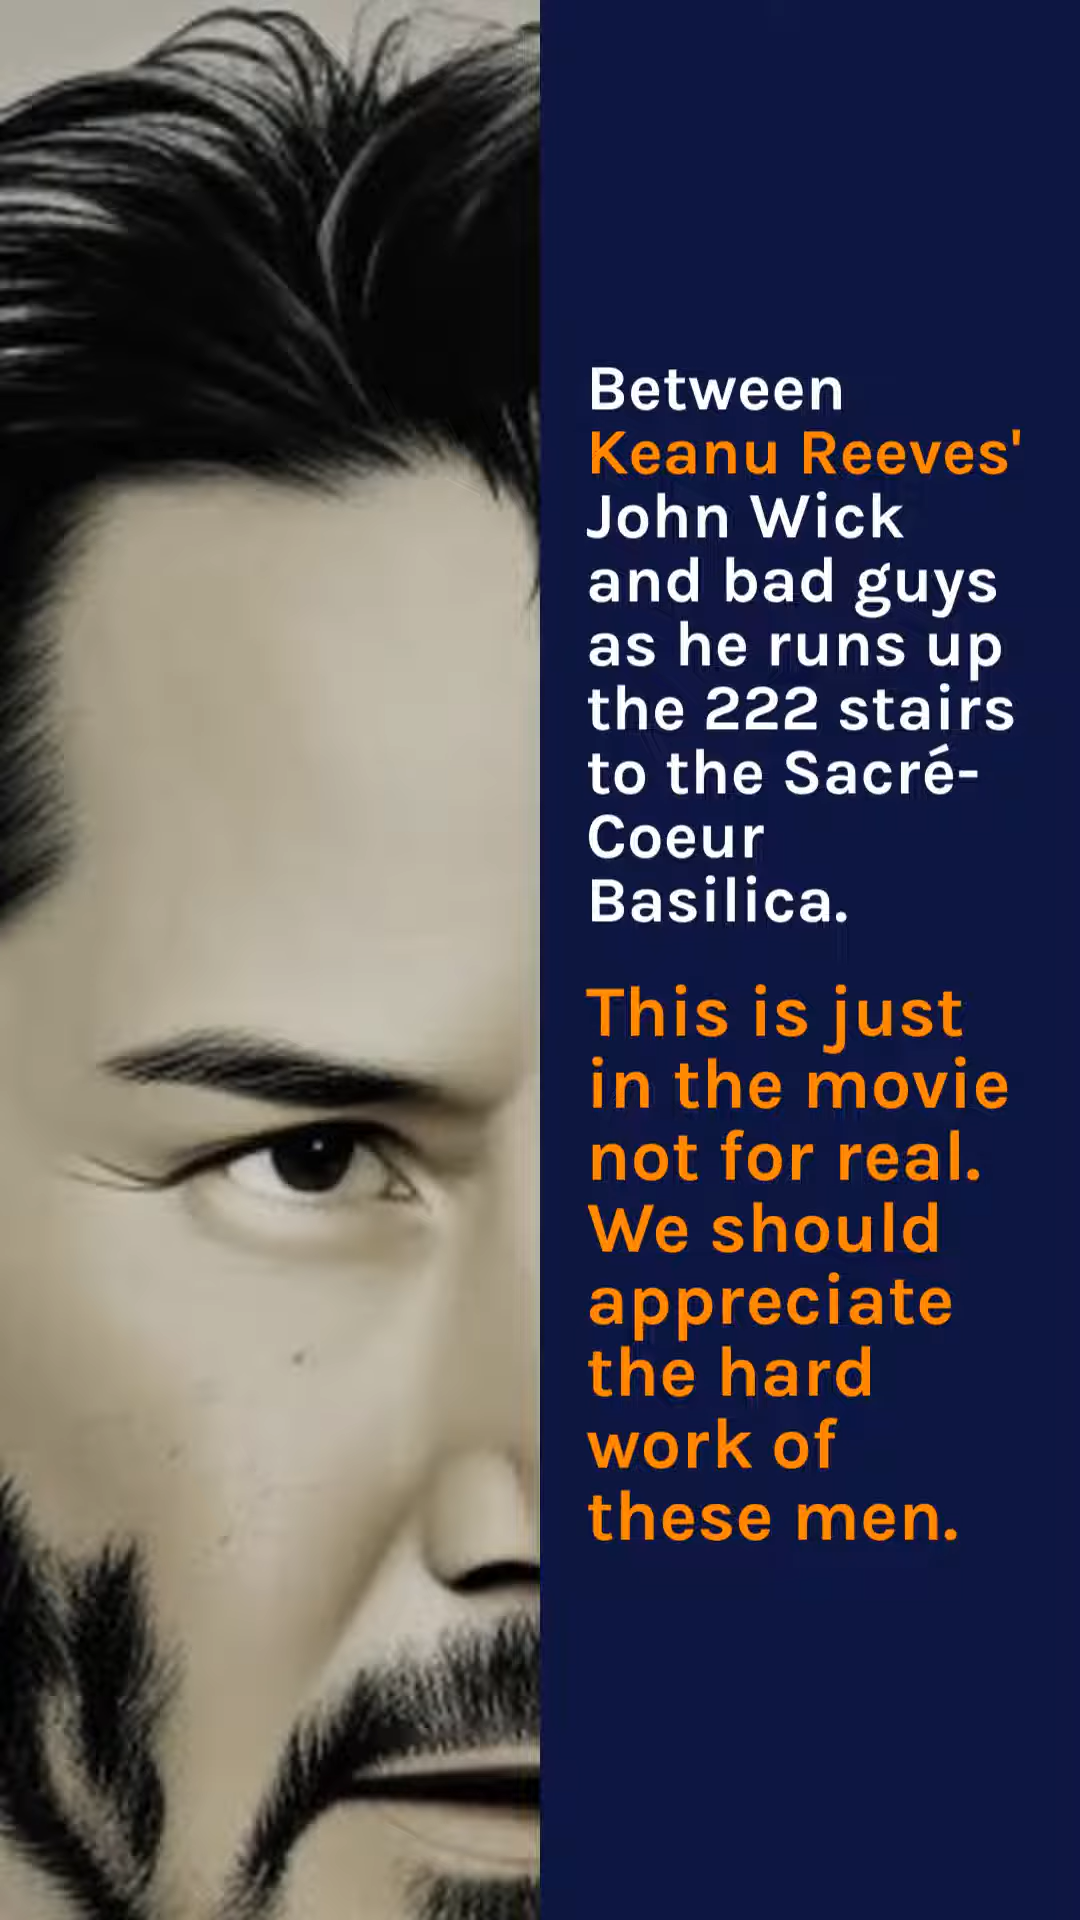 Between
Keanu Reeves'
John Wick
and bad guys
as he runs up
the 222 stairs
to the Sacré-
Coeur
Basilica.
This is just
in the movie
not for real.
We should
appreciate
the hard
work of
these men.